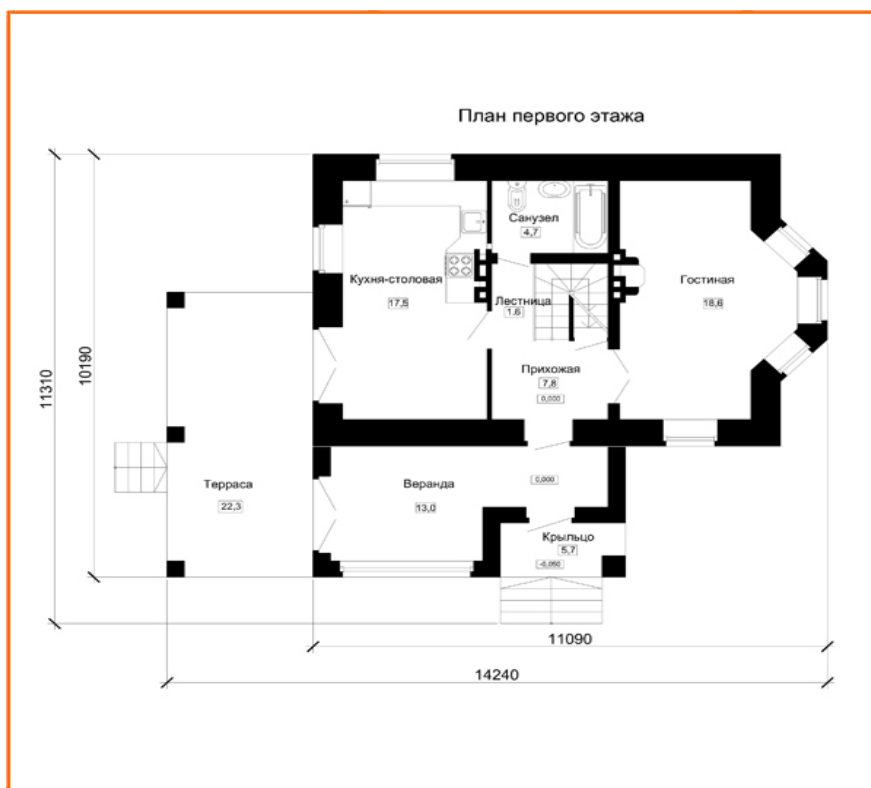 План первого этажа
Санузел
4,7
Кухня-столовая
17,5
Лестница
1.6
Гостиная
18,6
Прихожая
7,8
0,000
11310
10190
Терраса
22,3
Веранда
13,0
0,000
Крыльцо
5,7
-0,050
11090
14240